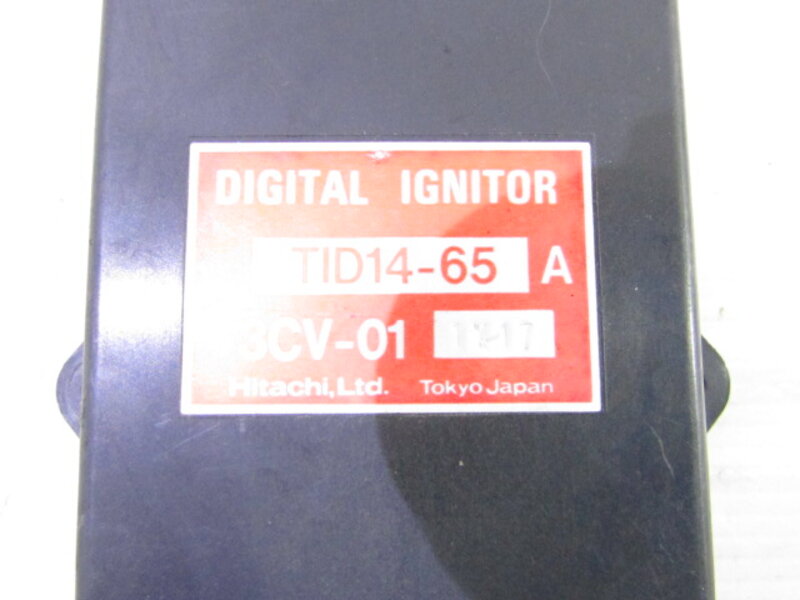 DIGITAL IGNITOR
TID14-65 A
3CV-01
Hitachi, Ltd. Tokyo Japan